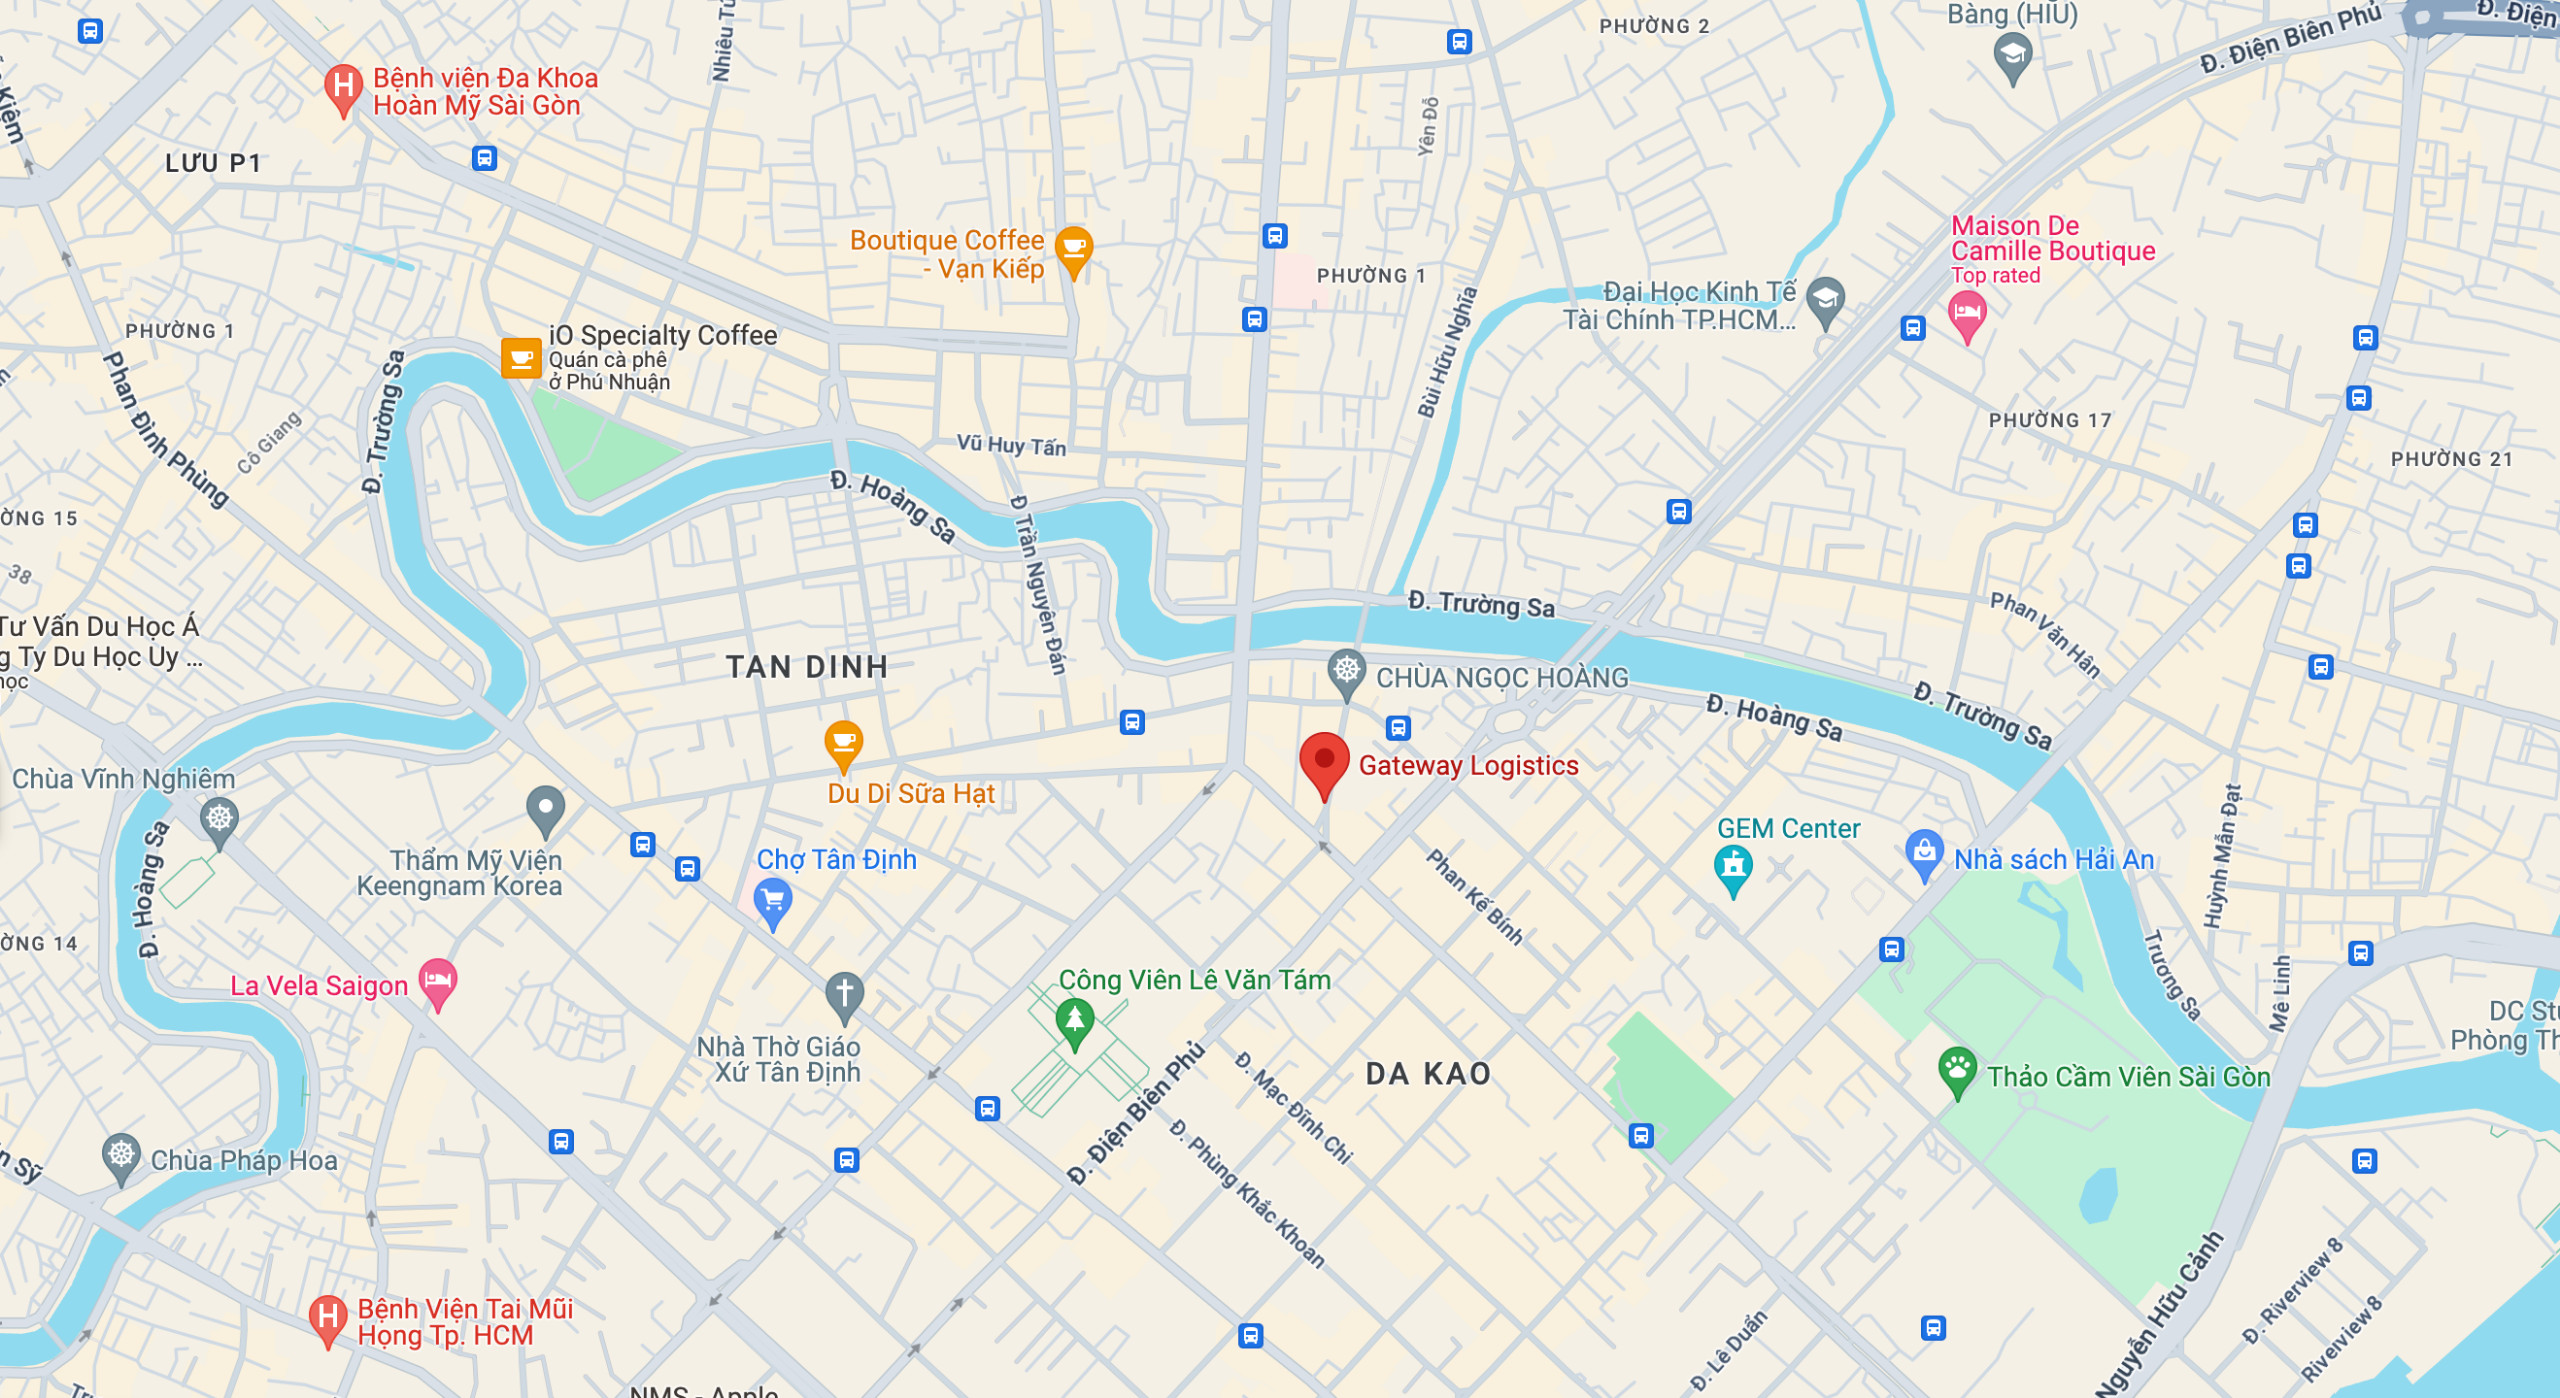 Bàng (HIU)
Đ. Điện Biên Phủ
Đ. Điện
PHƯỜNG 2
Nhiêu Tứ
Kiệm
Bệnh viện Đa Khoa
Hoàn Mỹ Sài Gòn
LƯU P1
Yên Đỗ
Boutique Coffee
- Vạn Kiếp
PHƯỜNG 1
Maison De
Camille Boutique
Top rated
Đại Học Kinh Tế
Tài Chính TP.HCM...
PHƯỜNG 1
iO Specialty Coffee
Quán cà phê
ở Phú Nhuận
Bùi Hữu Nghĩa
Đ. Trường Sa
Phan Đình Phùng
Cô Giang
Vũ Huy Tấn
PHƯỜNG 17
PHƯỜNG 21
Đ. Hoàng Sa
Đ Trần Nguyên Đán
ỜNG 15
38
Đ. Trường Sa
Phan Văn Hân
Tư Vấn Du Học Á
g Ty Du Học Uy ...
học
TAN DINH
CHÙA NGỌC HOÀNG
Đ. Hoàng Sa
Đ. Trường Sa
Gateway Logistics
Chùa Vĩnh Nghiêm
Du Di Sữa Hạt
GEM Center
Huỳnh Mẫn Đạt
Thẩm Mỹ Viện
Keengnam Korea
Chợ Tân Định
Nhà sách Hải An
Phan Kế Bính
Đ. Hoàng Sa
ỜNG 14
La Vela Saigon
Công Viên Lê Văn Tám
Trương Sa
Mê Linh
DC Stu
Phòng Th
Nhà Thờ Giáo
Xứ Tân Định
DA KAO
Thảo Cầm Viên Sài Gòn
Đ. Điện Biên Phủ
Đ. Mạc Đĩnh Chi
Đ. Phùng Khắc Khoan
n Sỹ
Chùa Pháp Hoa
Bệnh Viện Tai Mũi
Họng Tp. HCM
Nguyễn Hữu Cảnh
Đ. Riverview 8
Riverview 8
Đ. Lê Duẩn
NMS - Apple